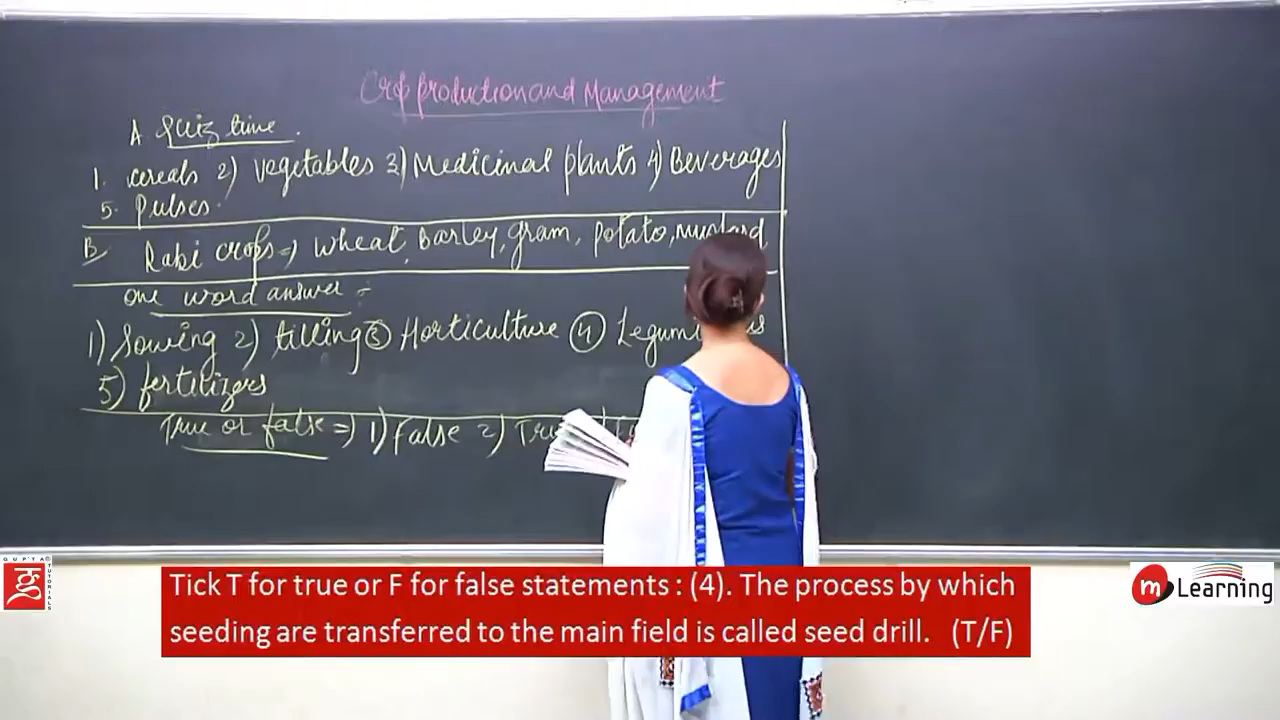 Crop production and Management
A Quiz time.
1. cereals 2) vegetables 3) Medicinal plants 4) Beverages
5. Pulses.
B Rabi crops => wheat, Barley, gram, potato, mustard
one word answer :-
1) Sowing 2) tilling 3 Horticulture 4
5) fertilizers
True or false => 1) False 2)
Tick T for true or F for false statements : (4). The process by which
seeding are transferred to the main field is called seed drill. (T/F)
GUPTA TUTORIALS
m Learning